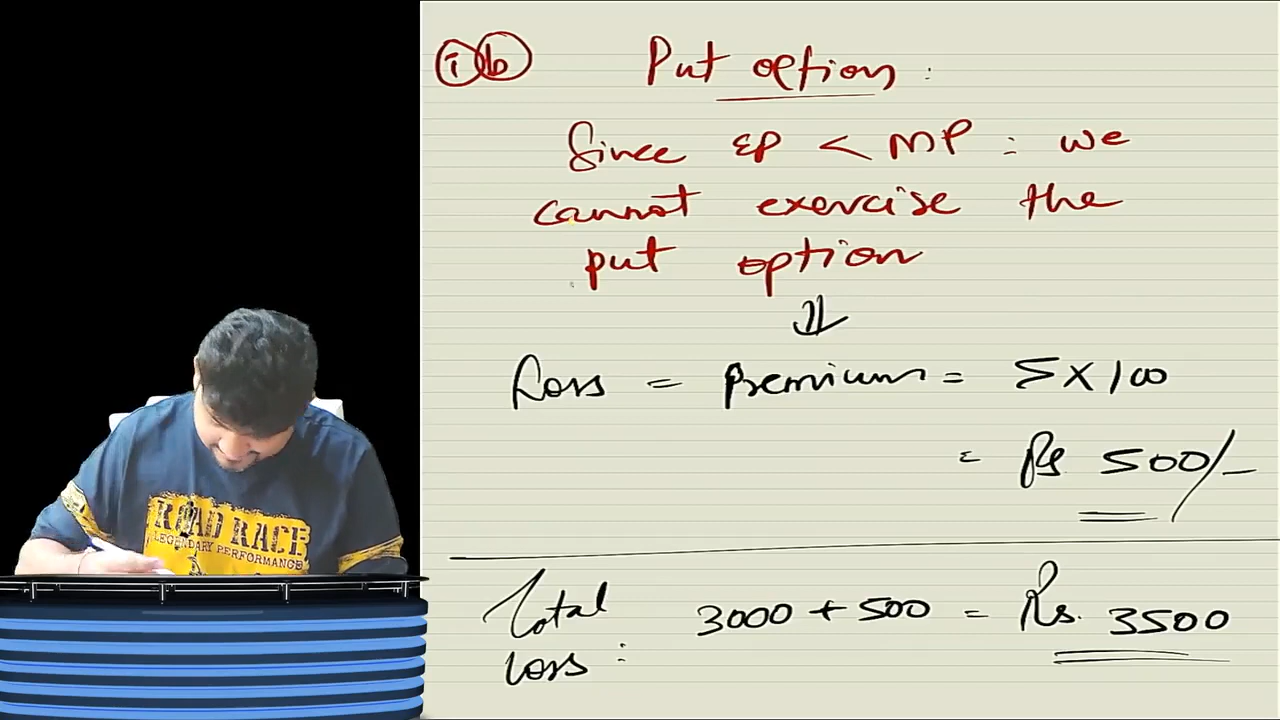 i b Put option :
Since EP < MP : we
cannot exercise the
put option
⇓
Loss = Premium = 5 X 100
= Rs 500/-
Total 3000 + 500 = Rs. 3500
Loss :
ROAD RACE
LEGENDARY PERFORMANCE